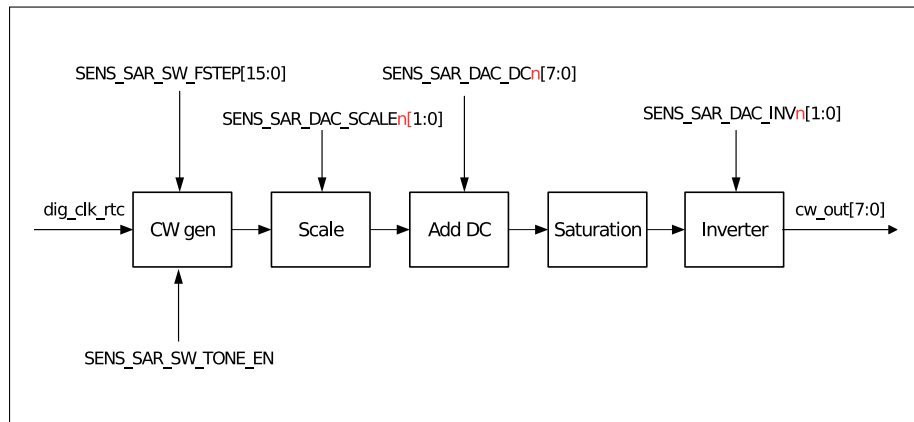 SENS_SAR_SW_FSTEP[15:0]
SENS_SAR_DAC_DCn[7:0]
SENS_SAR_DAC_SCALEn[1:0]
SENS_SAR_DAC_INVn[1:0]
dig_clk_rtc
CW gen
Scale
Add DC
Saturation
Inverter
cw_out[7:0]
SENS_SAR_SW_TONE_EN